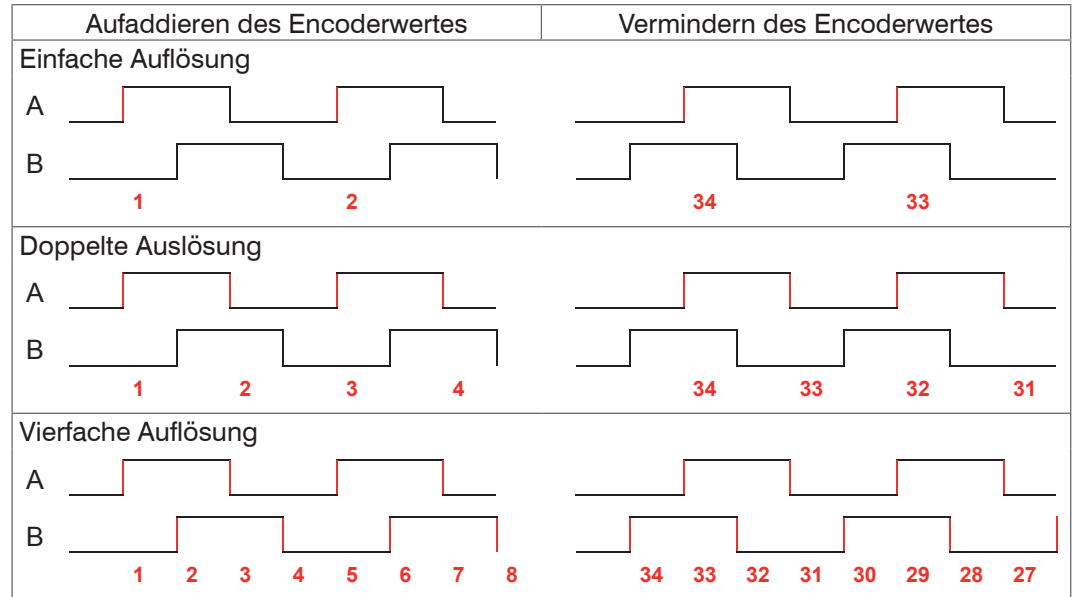 Aufaddieren des Encoderwertes Vermindern des Encoderwertes
Einfache Auflösung
A
B
1 2 34 33
Doppelte Auslösung
A
B
1 2 3 4 34 33 32 31
Vierfache Auflösung
A
B
1 2 3 4 5 6 7 8 34 33 32 31 30 29 28 27